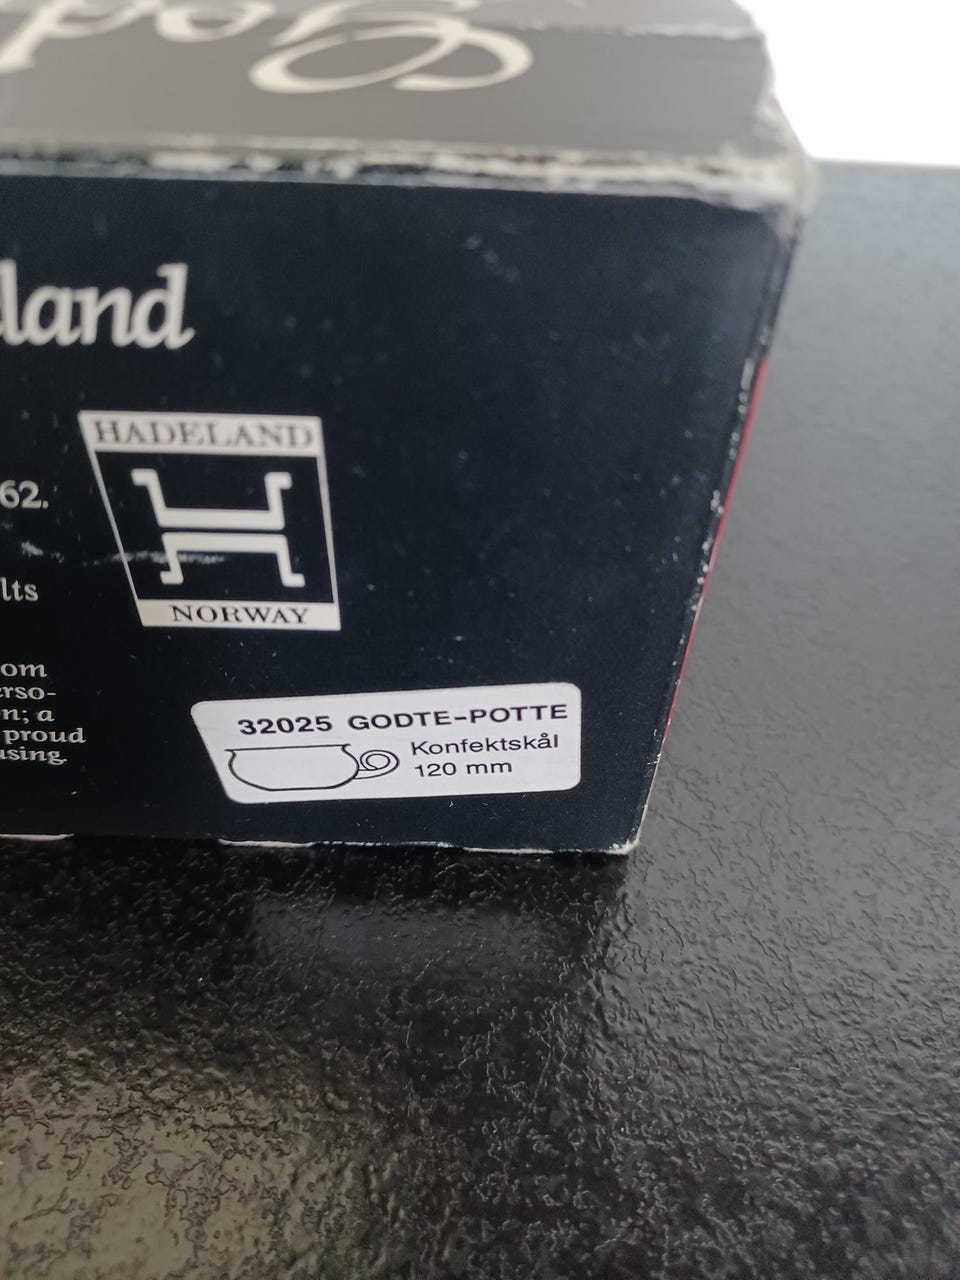 land
HADELAND
62.
NORWAY
lts
om
erso-
n; a
proud
using.
32025 GODTE-POTTE
Konfektskål
120 mm